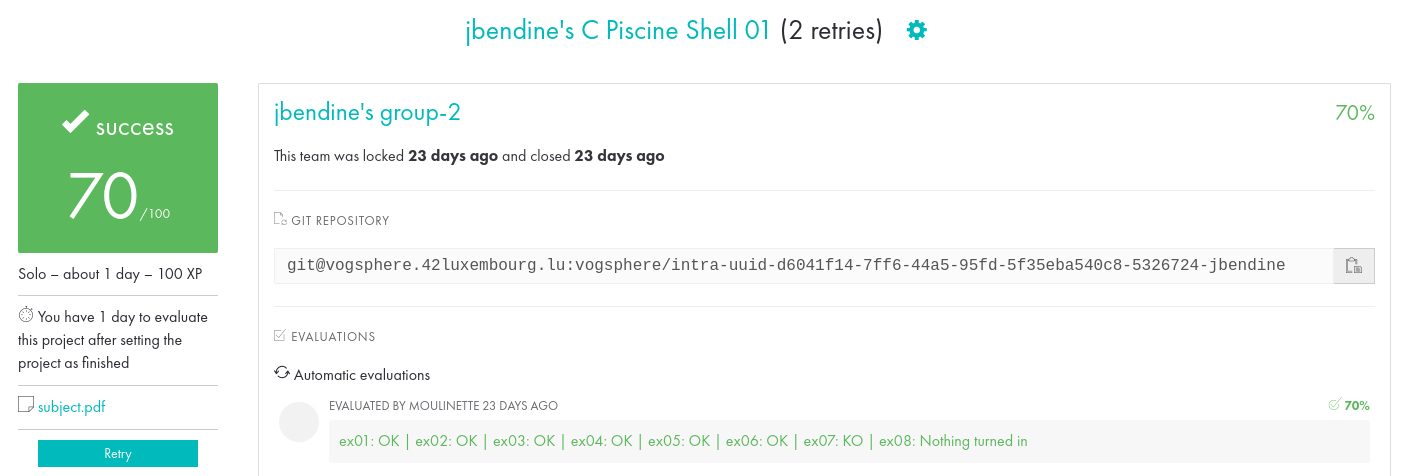 jbendine's C Piscine Shell 01 (2 retries)
success
70 /100
Solo – about 1 day – 100 XP
You have 1 day to evaluate
this project after setting the
project as finished
subject.pdf
Retry
jbendine's group-2 70%
This team was locked 23 days ago and closed 23 days ago
GIT REPOSITORY
git@vogsphere.42luxembourg.lu:vogsphere/intra-uuid-d6041f14-7ff6-44a5-95fd-5f35eba540c8-5326724-jbendine
EVALUATIONS
Automatic evaluations
EVALUATED BY MOULINETTE 23 DAYS AGO 70%
ex01: OK | ex02: OK | ex03: OK | ex04: OK | ex05: OK | ex06: OK | ex07: KO | ex08: Nothing turned in